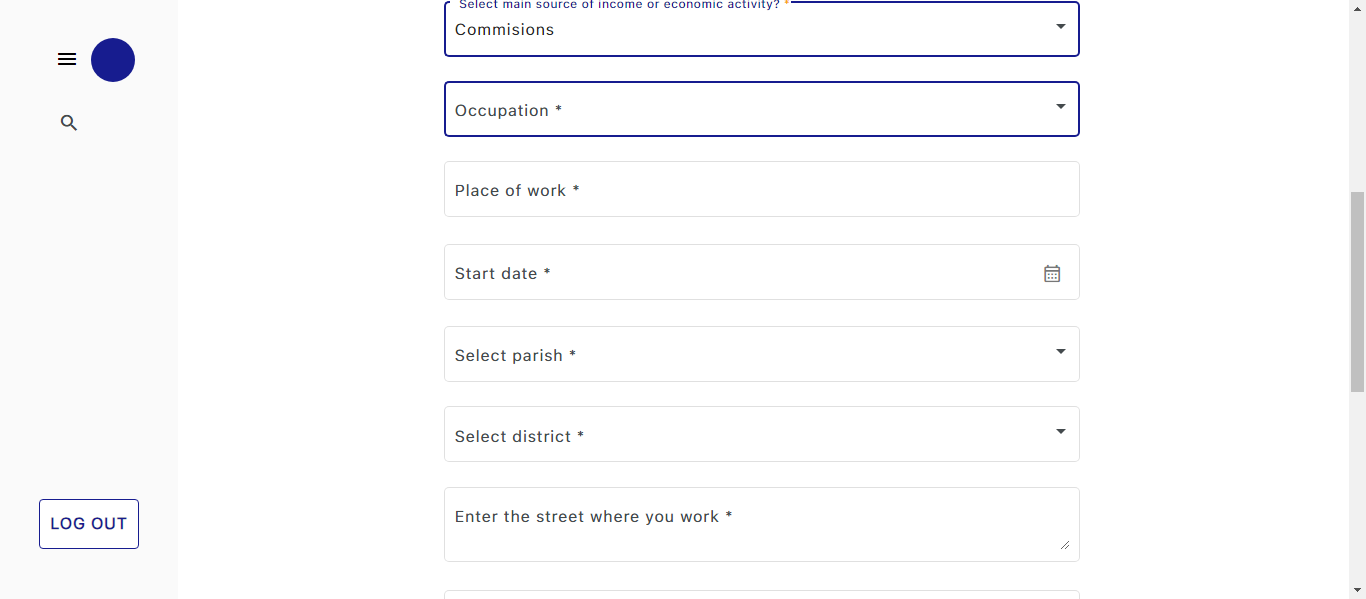 Select main source of income or economic activity? *
Commisions
Occupation *
Place of work *
Start date *
Select parish *
Select district *
Enter the street where you work *
LOG OUT